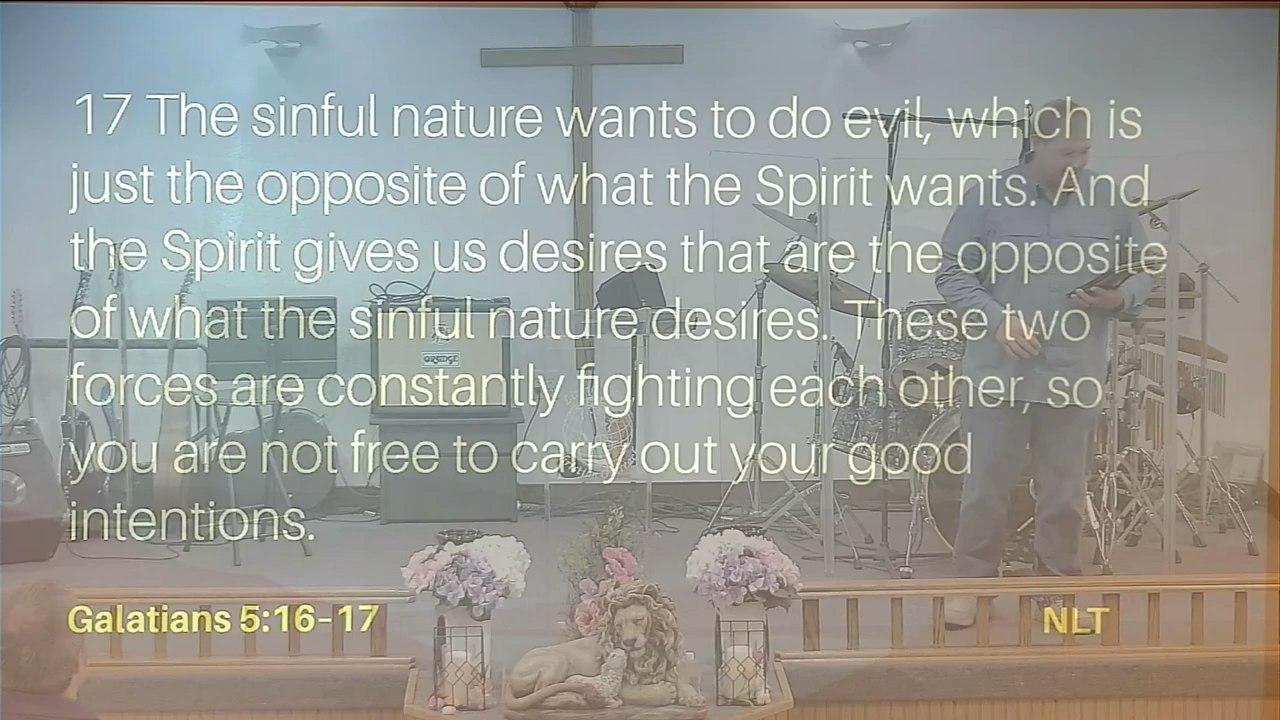 17 The sinful nature wants to do evil, which is
just the opposite of what the Spirit wants. And
the Spirit gives us desires that are the opposite
of what the sinful nature desires. These two
forces are constantly fighting each other, so
you are not free to carry out your good
intentions.
Galatians 5:16-17
NLT
ORANGE